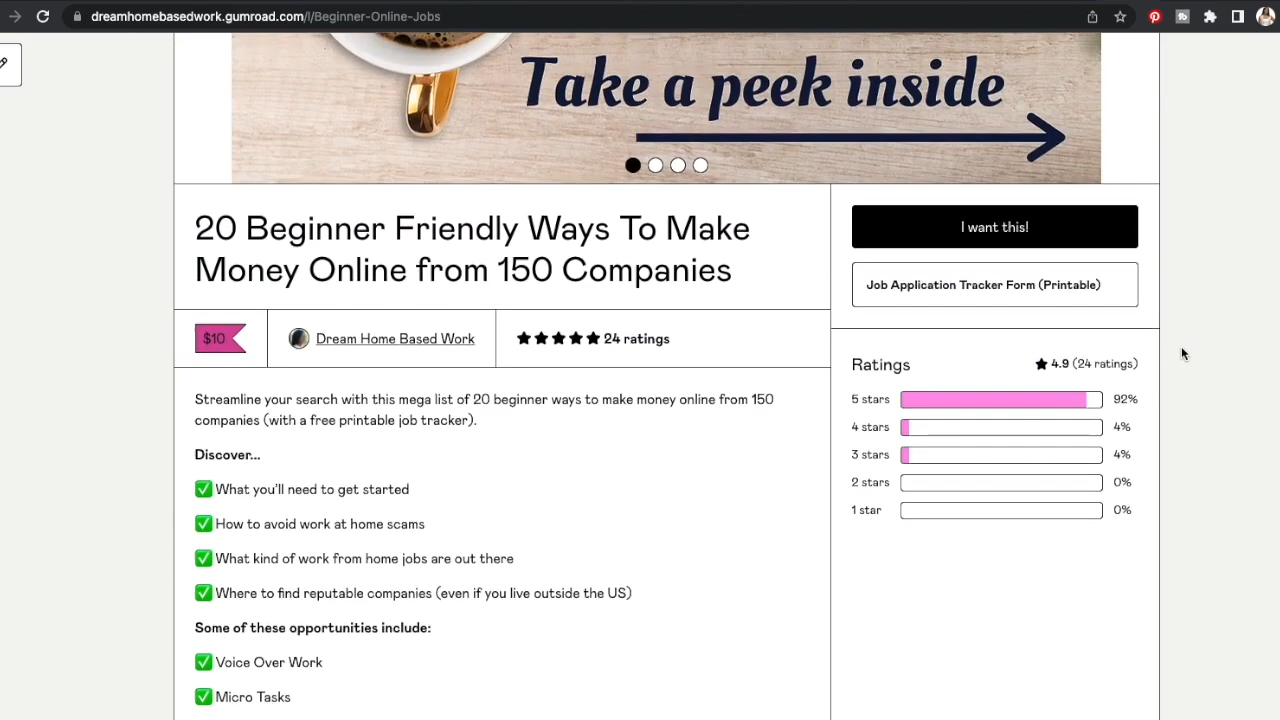 dreamhomebasedwork.gumroad.com/l/Beginner-Online-Jobs
Take a peek inside
20 Beginner Friendly Ways To Make
Money Online from 150 Companies
$10
Dream Home Based Work
24 ratings
Streamline your search with this mega list of 20 beginner ways to make money online from 150
companies (with a free printable job tracker).
Discover...
What you'll need to get started
How to avoid work at home scams
What kind of work from home jobs are out there
Where to find reputable companies (even if you live outside the US)
Some of these opportunities include:
Voice Over Work
Micro Tasks
I want this!
Job Application Tracker Form (Printable)
Ratings
4.9 (24 ratings)
5 stars 92%
4 stars 4%
3 stars 4%
2 stars 0%
1 star 0%